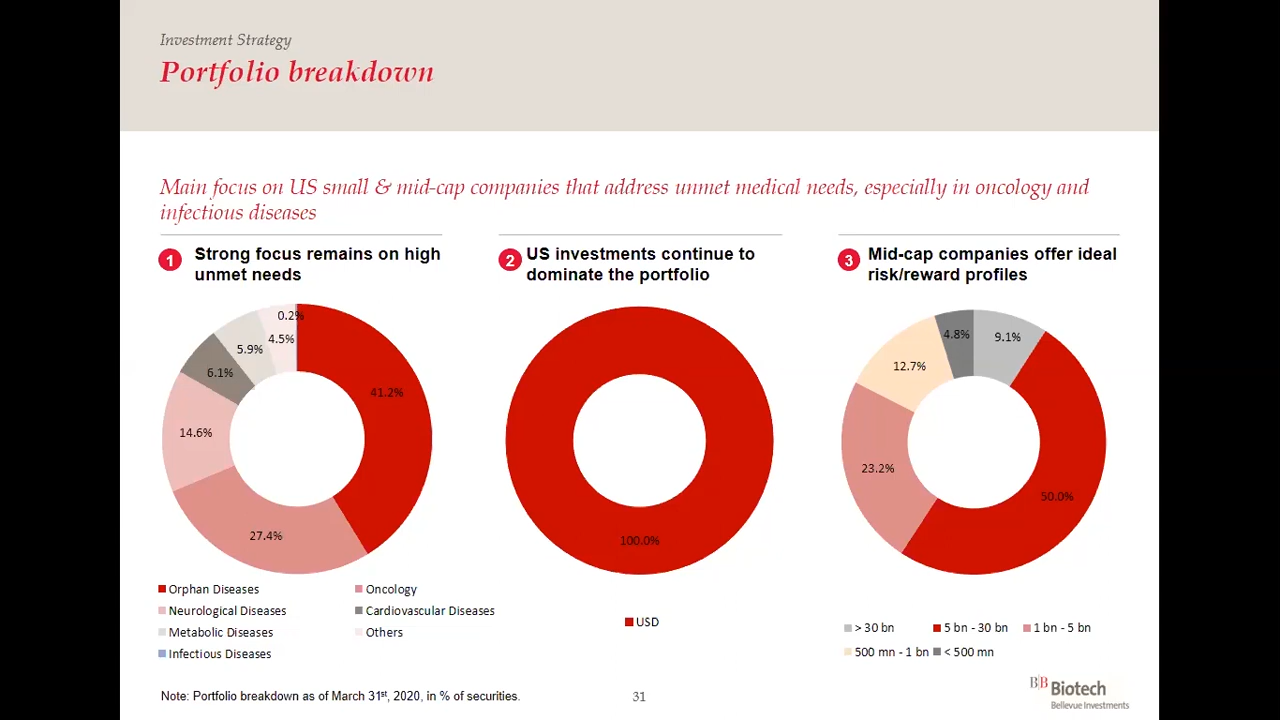 Investment Strategy
Portfolio breakdown
Main focus on US small & mid-cap companies that address unmet medical needs, especially in oncology and
infectious diseases
1 Strong focus remains on high
unmet needs
0.2%
4.5%
5.9%
6.1%
41.2%
14.6%
27.4%
Orphan Diseases Oncology
Neurological Diseases Cardiovascular Diseases
Metabolic Diseases Others
Infectious Diseases
2 US investments continue to
dominate the portfolio
100.0%
USD
3 Mid-cap companies offer ideal
risk/reward profiles
4.8% 9.1%
12.7%
23.2%
50.0%
> 30 bn 5 bn - 30 bn 1 bn - 5 bn
500 mn - 1 bn < 500 mn
Note: Portfolio breakdown as of March 31st, 2020, in % of securities.
31
B|B Biotech
Bellevue Investments